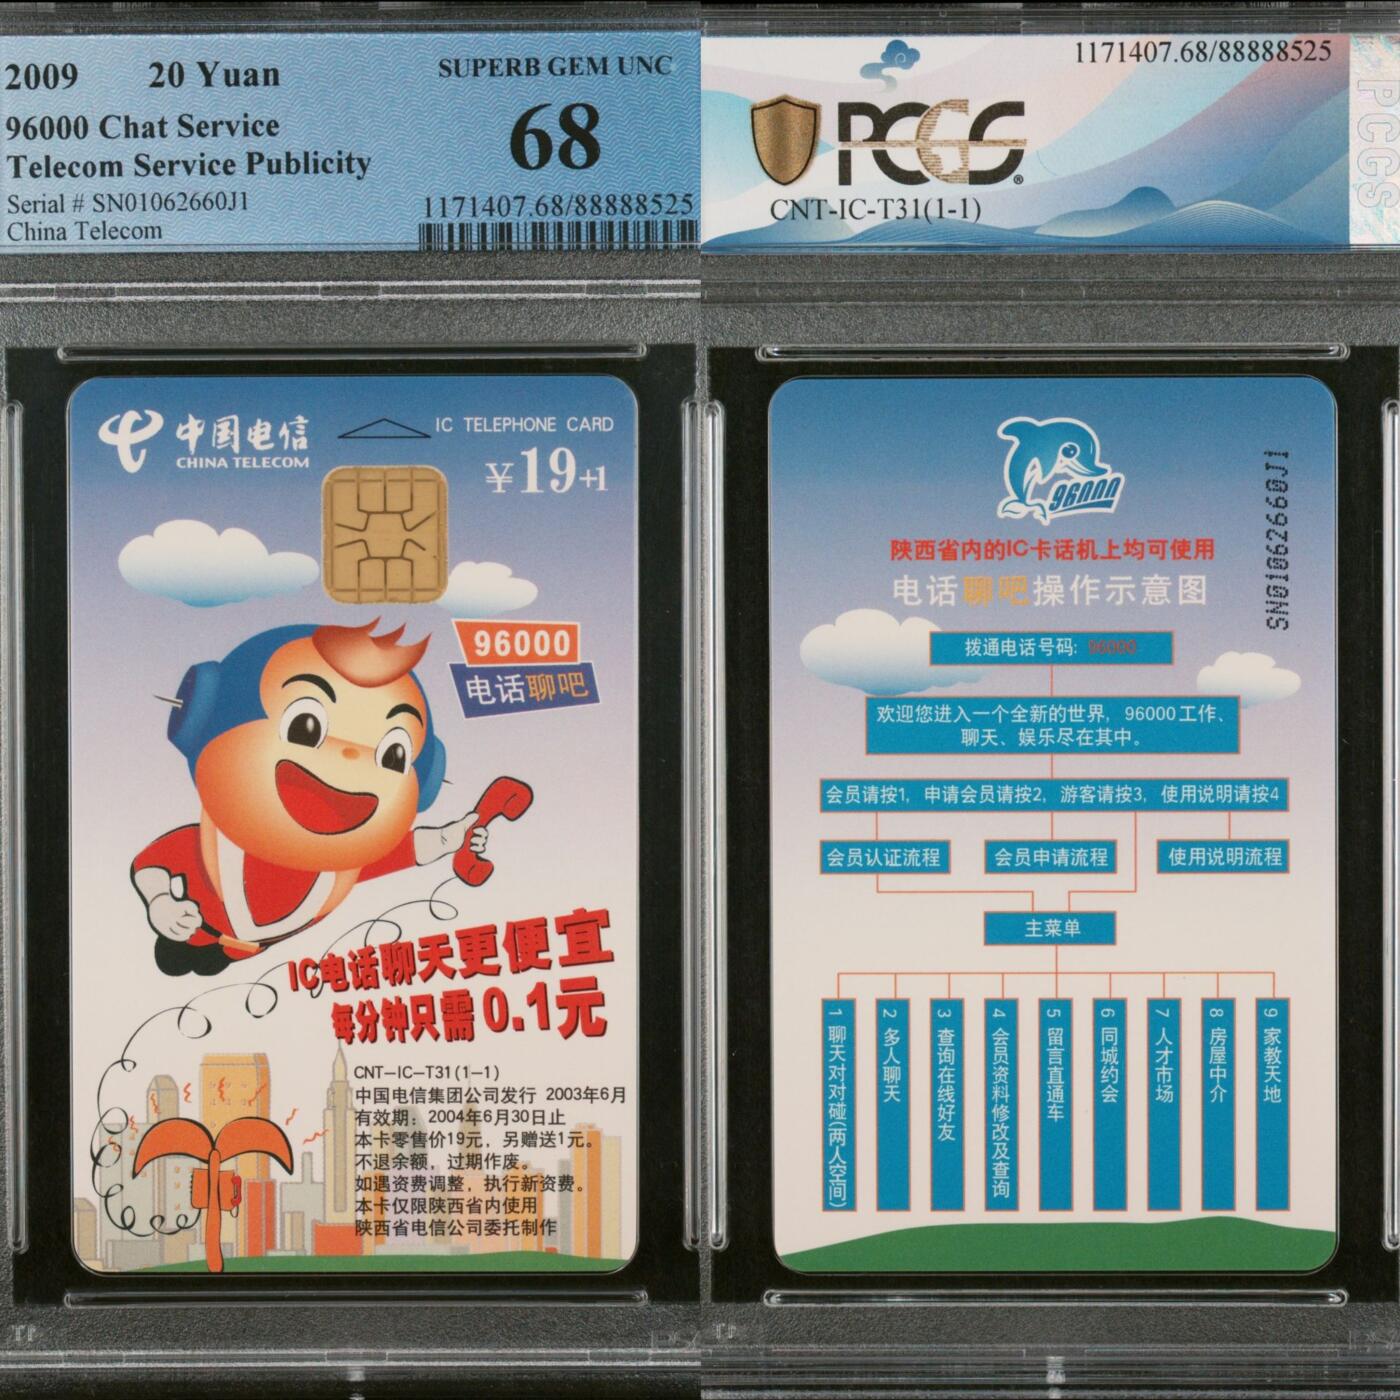 2009 20 Yuan
SUPERB GEM UNC
96000 Chat Service
68
Telecom Service Publicity
Serial # SN01062660J1
1171407.68/88888525
China Telecom
中国电信
CHINA TELECOM
IC TELEPHONE CARD
¥19+1
96000
电话聊吧
IC电话聊天更便宜
每分钟只需0.1元
CNT-IC-T31(1-1)
中国电信集团公司发行 2003年6月
有效期：2004年6月30日止
本卡零售价19元，另赠送1元。
不退余额，过期作废。
如遇资费调整，执行新资费。
本卡仅限陕西省内使用
陕西省电信公司委托制作
1171407.68/88888525
PCGS
PCGS
CNT-IC-T31(1-1)
96000
SN01062660J1
陕西省内的IC卡话机上均可使用
电话聊吧操作示意图
拨通电话号码：96000
欢迎您进入一个全新的世界，96000工作、
聊天、娱乐尽在其中。
会员请按1，申请会员请按2，游客请按3，使用说明请按4
会员认证流程
会员申请流程
使用说明流程
主菜单
1 聊天对对碰(两人空间)
2 多人聊天
3 查询在线好友
4 会员资料修改及查询
5 留言直通车
6 同城约会
7 人才市场
8 房屋中介
9 家教天地